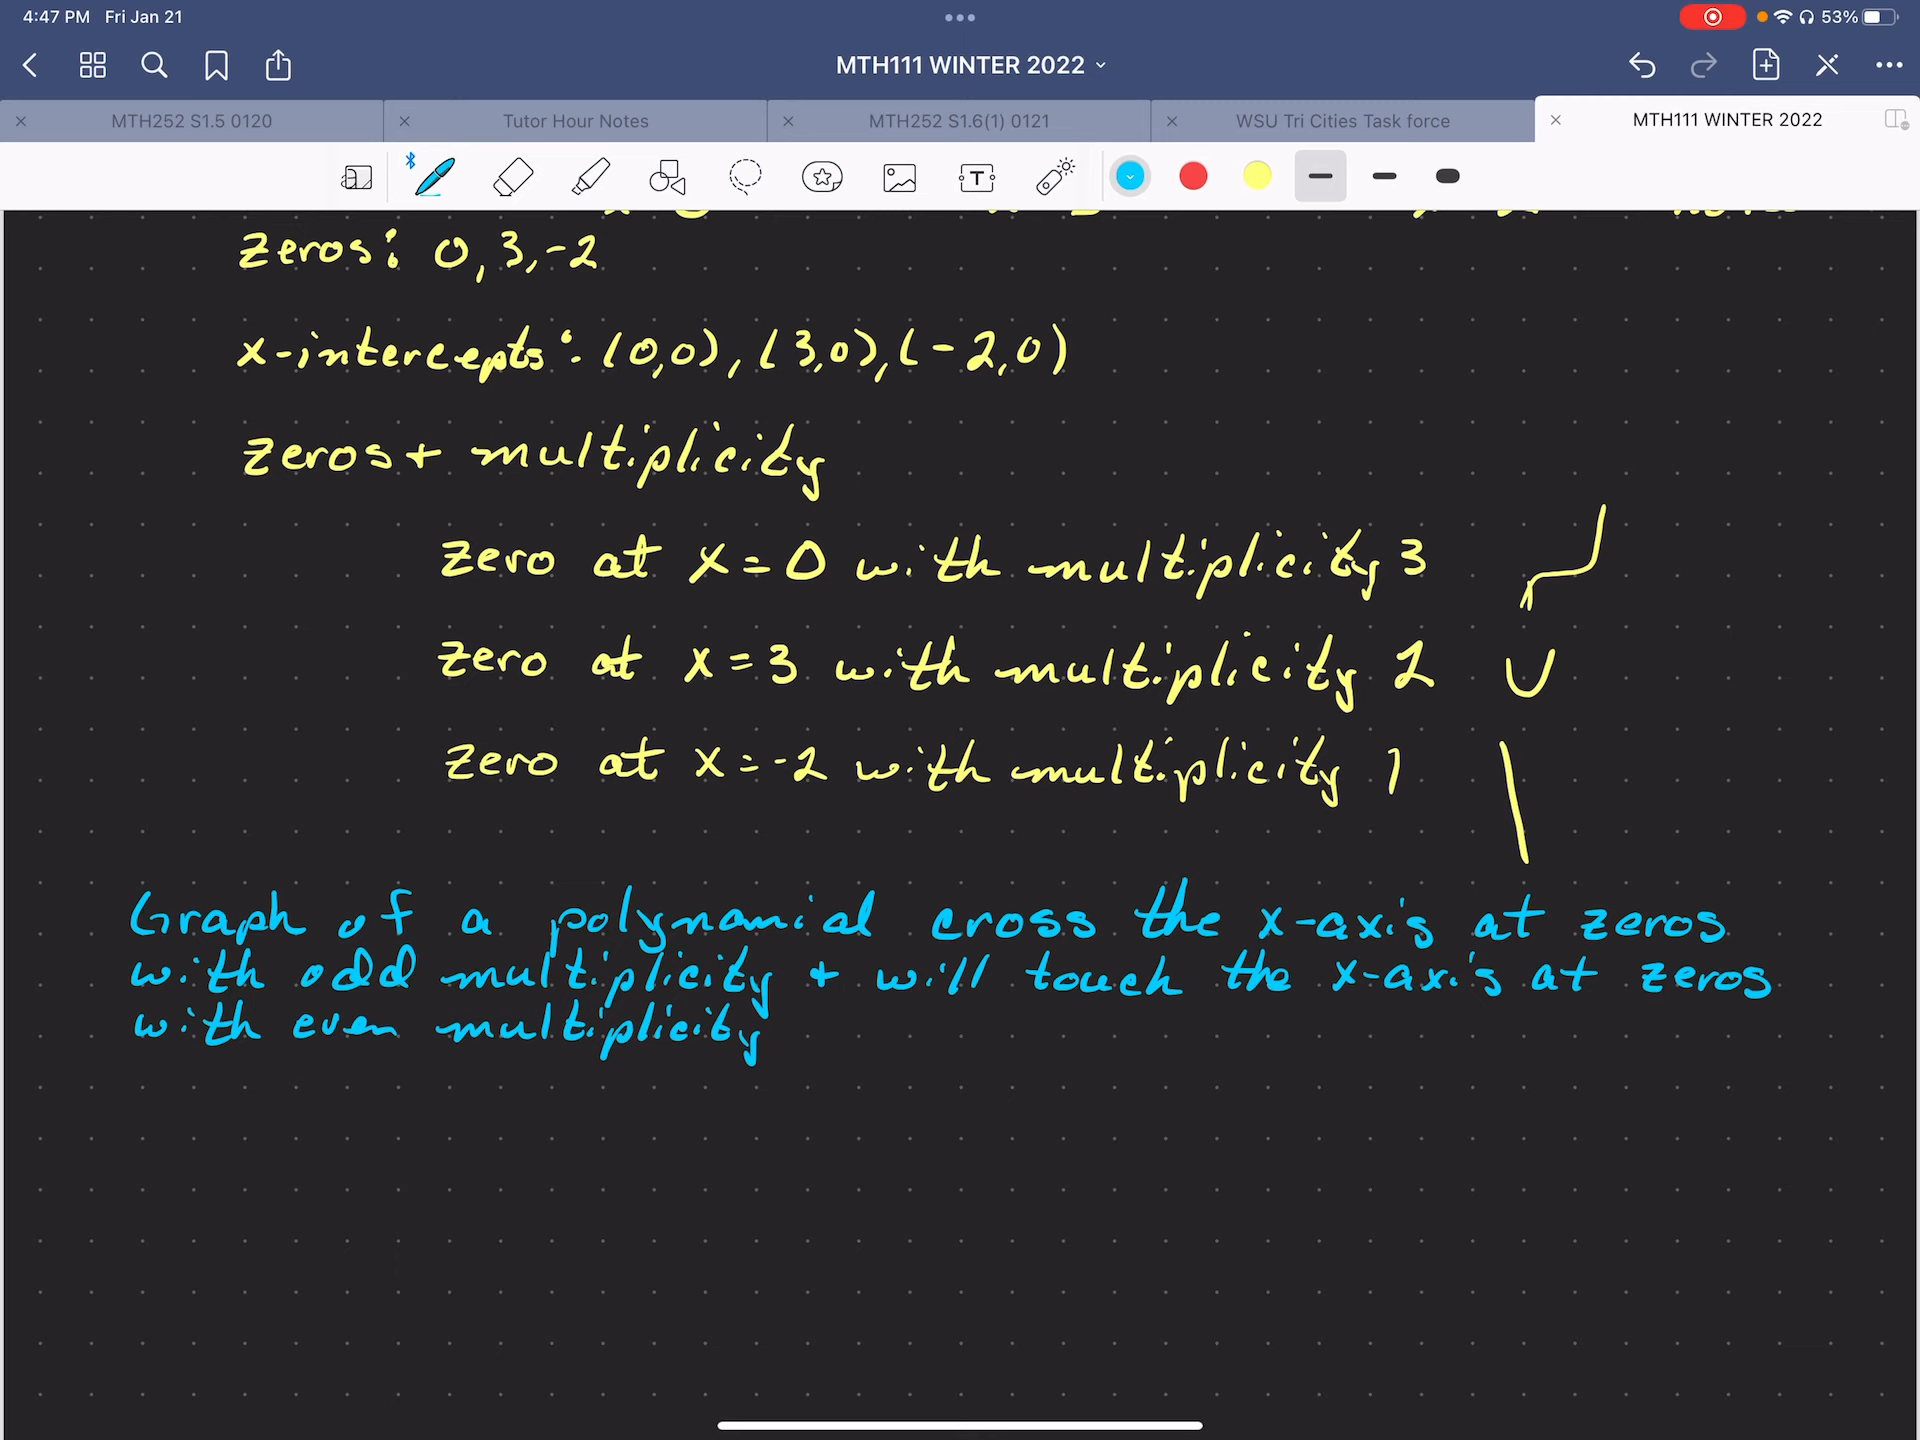 4:47 PM Fri Jan 21
53%
MTH111 WINTER 2022
MTH252 S1.5 0120
Tutor Hour Notes
MTH252 S1.6(1) 0121
WSU Tri Cities Task force
MTH111 WINTER 2022
zeros: 0, 3, -2
x-intercepts: (0,0), (3,0), (-2,0)
zeros + multiplicity
zero at x = 0 with multiplicity 3
zero at x = 3 with multiplicity 2
zero at x = -2 with multiplicity 1
Graph of a polynomial cross the x-axis at zeros
with odd multiplicity + will touch the x-axis at zeros
with even multiplicity